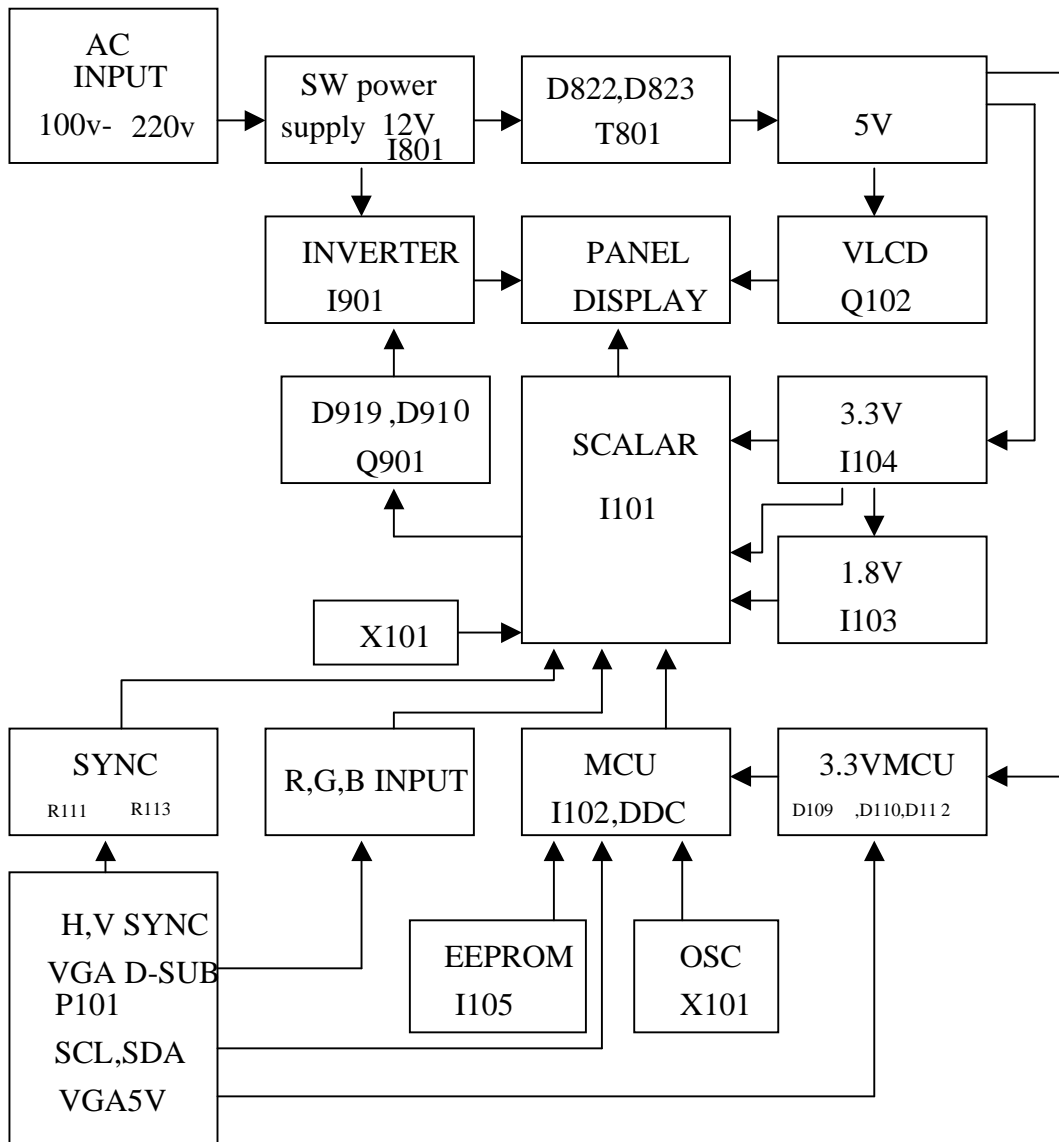 AC
INPUT
100v- 220v
SW power
supply 12V
I801
D822,D823
T801
5V
INVERTER
I901
PANEL
DISPLAY
VLCD
Q102
D919 ,D910
Q901
SCALAR
I101
3.3V
I104
1.8V
I103
X101
SYNC
R111 R113
R,G,B INPUT
MCU
I102,DDC
3.3VMCU
D109 ,D110,D112
H,V SYNC
VGA D-SUB
P101
SCL,SDA
VGA5V
EEPROM
I105
OSC
X101